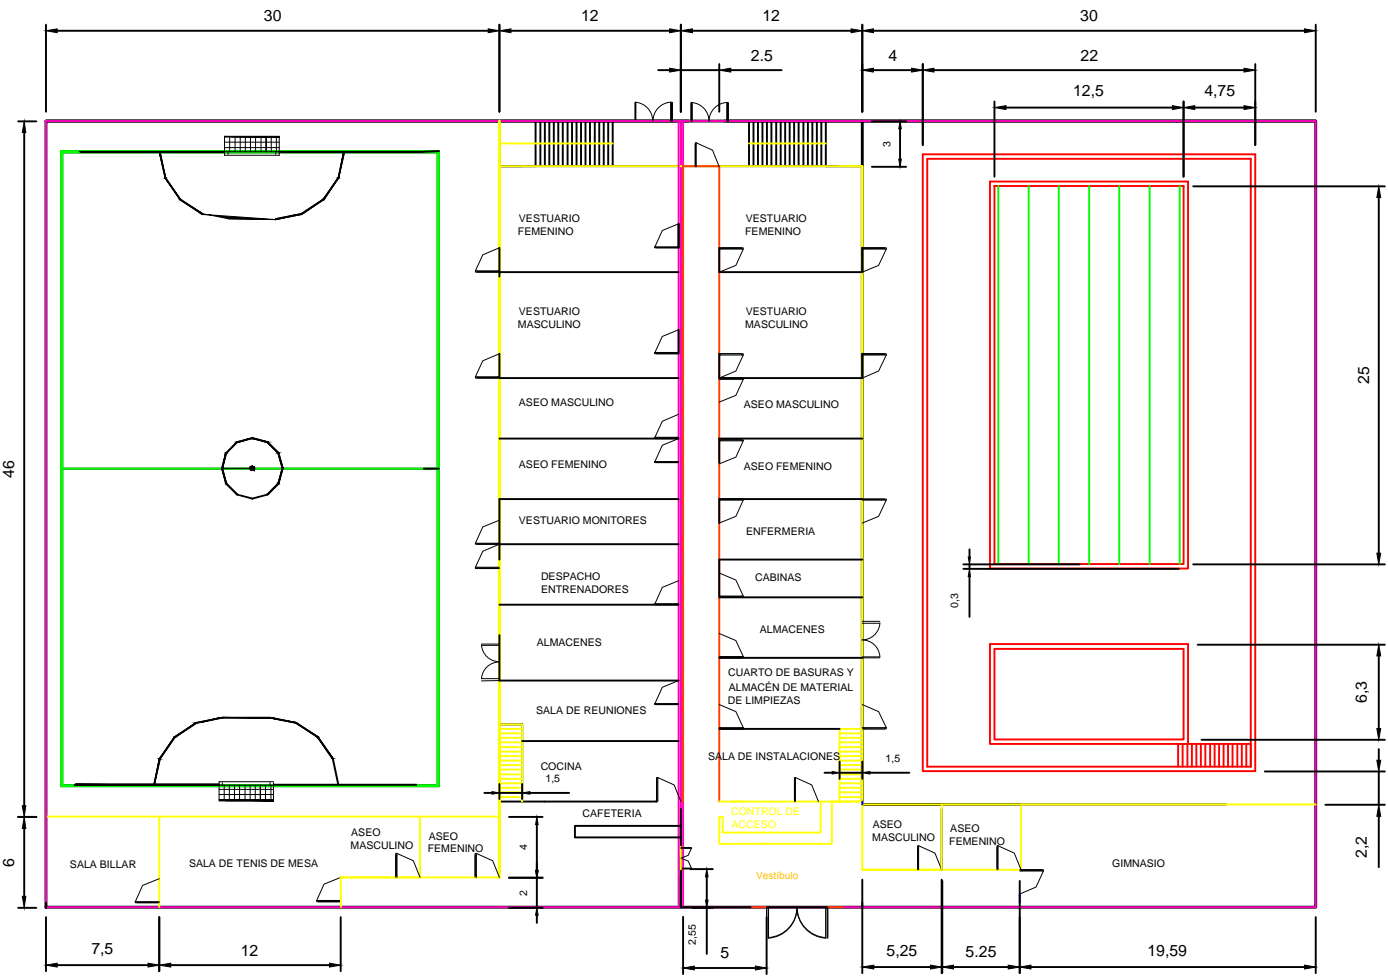 30
12
12
30
2.5
4
22
12,5
4,75
3
VESTUARIO
FEMENINO
VESTUARIO
FEMENINO
VESTUARIO
MASCULINO
VESTUARIO
MASCULINO
25
ASEO MASCULINO
ASEO MASCULINO
46
ASEO FEMENINO
ASEO FEMENINO
VESTUARIO MONITORES
ENFERMERIA
DESPACHO
ENTRENADORES
CABINAS
0,3
ALMACENES
ALMACENES
CUARTO DE BASURAS Y
ALMACÉN DE MATERIAL
DE LIMPIEZAS
6,3
SALA DE REUNIONES
SALA DE INSTALACIONES
1,5
COCINA
1,5
CAFETERIA
CONTROL DE
ACCESO
ASEO
MASCULINO
ASEO
FEMENINO
ASEO
MASCULINO
ASEO
FEMENINO
2,2
6
4
SALA BILLAR
SALA DE TENIS DE MESA
GIMNASIO
Vestíbulo
2
2,55
7,5
12
5
5,25
5.25
19,59